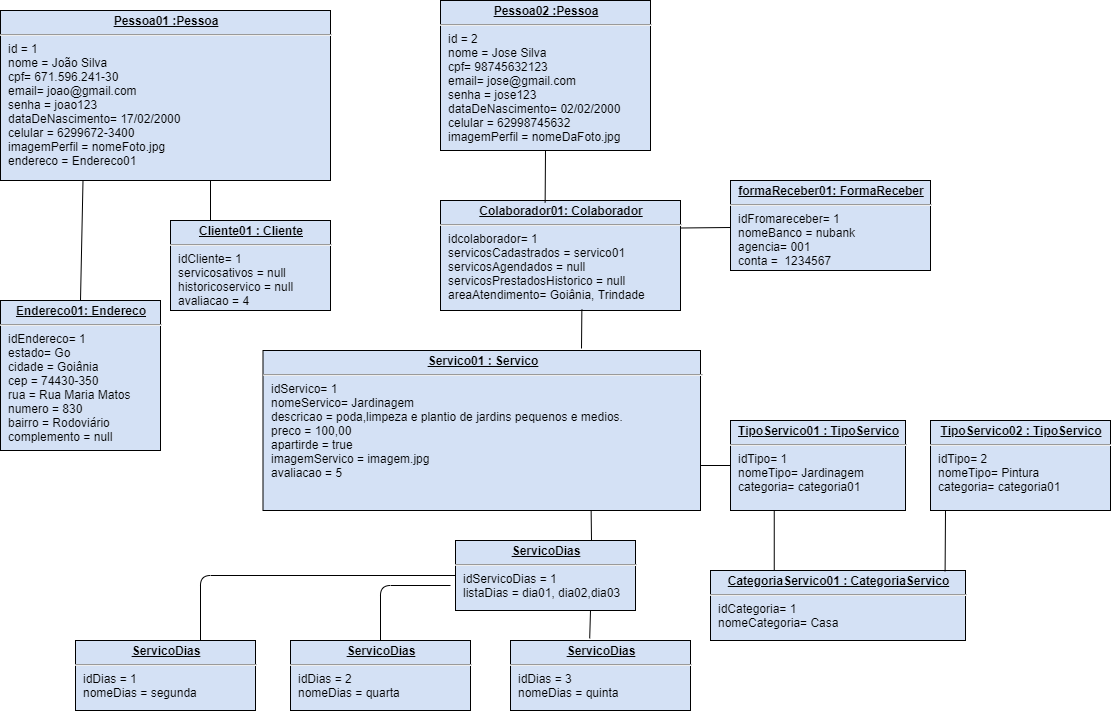 Pessoa01 :Pessoa
id = 1
nome = João Silva
cpf= 671.596.241-30
email= joao@gmail.com
senha = joao123
dataDeNascimento= 17/02/2000
celular = 6299672-3400
imagemPerfil = nomeFoto.jpg
endereco = Endereco01
Pessoa02 :Pessoa
id = 2
nome = Jose Silva
cpf= 98745632123
email= jose@gmail.com
senha = jose123
dataDeNascimento= 02/02/2000
celular = 62998745632
imagemPerfil = nomeDaFoto.jpg
Cliente01 : Cliente
idCliente= 1
servicosativos = null
historicoservico = null
avaliacao = 4
Colaborador01: Colaborador
idcolaborador= 1
servicosCadastrados = servico01
servicosAgendados = null
servicosPrestadosHistorico = null
areaAtendimento= Goiânia, Trindade
formaReceber01: FormaReceber
idFromareceber= 1
nomeBanco = nubank
agencia= 001
conta =  1234567
Endereco01: Endereco
idEndereco= 1
estado= Go
cidade = Goiânia
cep = 74430-350
rua = Rua Maria Matos
numero = 830
bairro = Rodoviário
complemento = null
Servico01 : Servico
idServico= 1
nomeServico= Jardinagem
descricao = poda,limpeza e plantio de jardins pequenos e medios.
preco = 100,00
apartirde = true
imagemServico = imagem.jpg
avaliacao = 5
TipoServico01 : TipoServico
idTipo= 1
nomeTipo= Jardinagem
categoria= categoria01
TipoServico02 : TipoServico
idTipo= 2
nomeTipo= Pintura
categoria= categoria01
ServicoDias
idServicoDias = 1
listaDias = dia01, dia02,dia03
CategoriaServico01 : CategoriaServico
idCategoria= 1
nomeCategoria= Casa
ServicoDias
idDias = 1
nomeDias = segunda
ServicoDias
idDias = 2
nomeDias = quarta
ServicoDias
idDias = 3
nomeDias = quinta